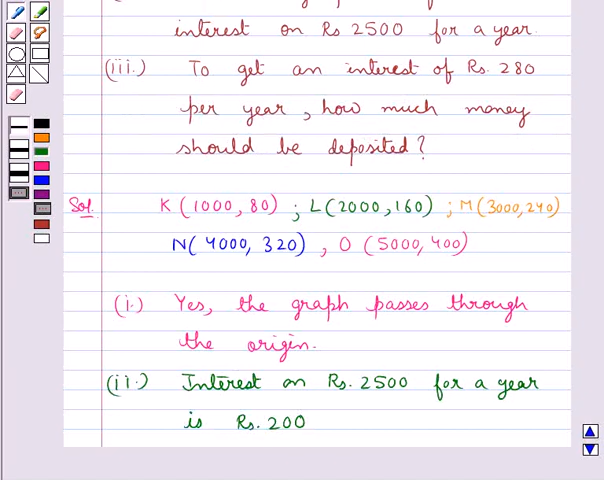 interest on Rs 2500 for a year.
(iii.) To get an interest of Rs. 280
per year, how much money
should be deposited?
Sol. K (1000, 80) ; L(2000, 160) ; M(3000, 240)
N(4000, 320) , O (5000, 400)
(i.) Yes, the graph passes through
the origin.
(ii.) Interest on Rs. 2500 for a year
is Rs. 200